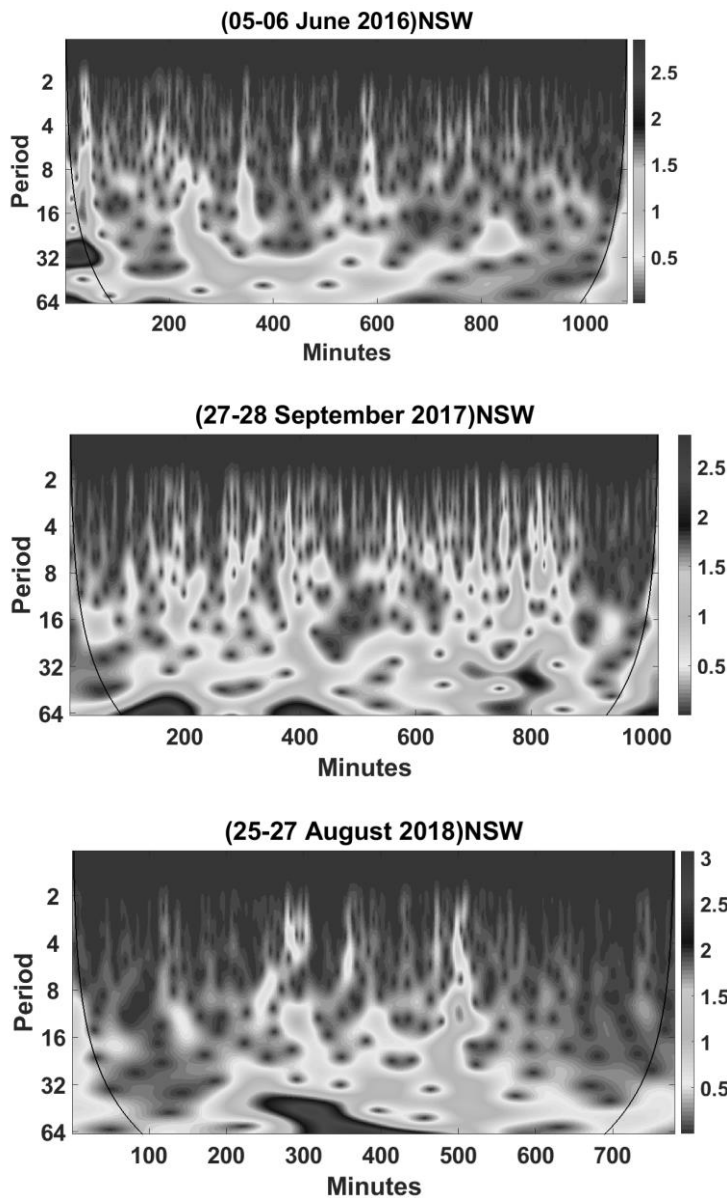 (05-06 June 2016)NSW
Period
2
4
8
16
32
64
200 400 600 800 1000
Minutes
2.5
2
1.5
1
0.5
(27-28 September 2017)NSW
Period
2
4
8
16
32
64
200 400 600 800 1000
Minutes
2.5
2
1.5
1
0.5
(25-27 August 2018)NSW
Period
2
4
8
16
32
64
100 200 300 400 500 600 700
Minutes
3
2.5
2
1.5
1
0.5